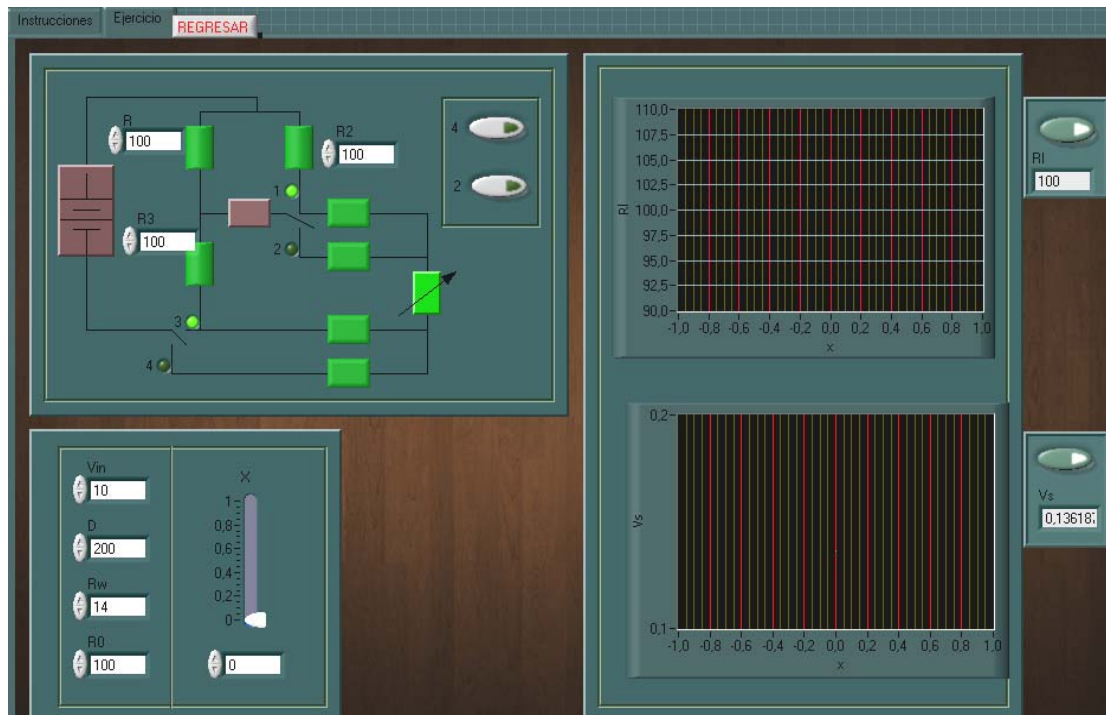 Instrucciones
Ejercicio
REGRESAR
R
100
R2
100
R3
100
1
2
3
4
4
2
Vin
10
D
200
Rw
14
R0
100
X
1-
0,8-
0,6-
0,4-
0,2-
0-
0
110,0-
107,5-
105,0-
102,5-
100,0-
97,5-
95,0-
92,5-
90,0-
Rl
-1,0 -0,8 -0,6 -0,4 -0,2 0,0 0,2 0,4 0,6 0,8 1,0
x
Rl
100
0,2-
Vs
0,1-
-1,0 -0,8 -0,6 -0,4 -0,2 0,0 0,2 0,4 0,6 0,8 1,0
x
Vs